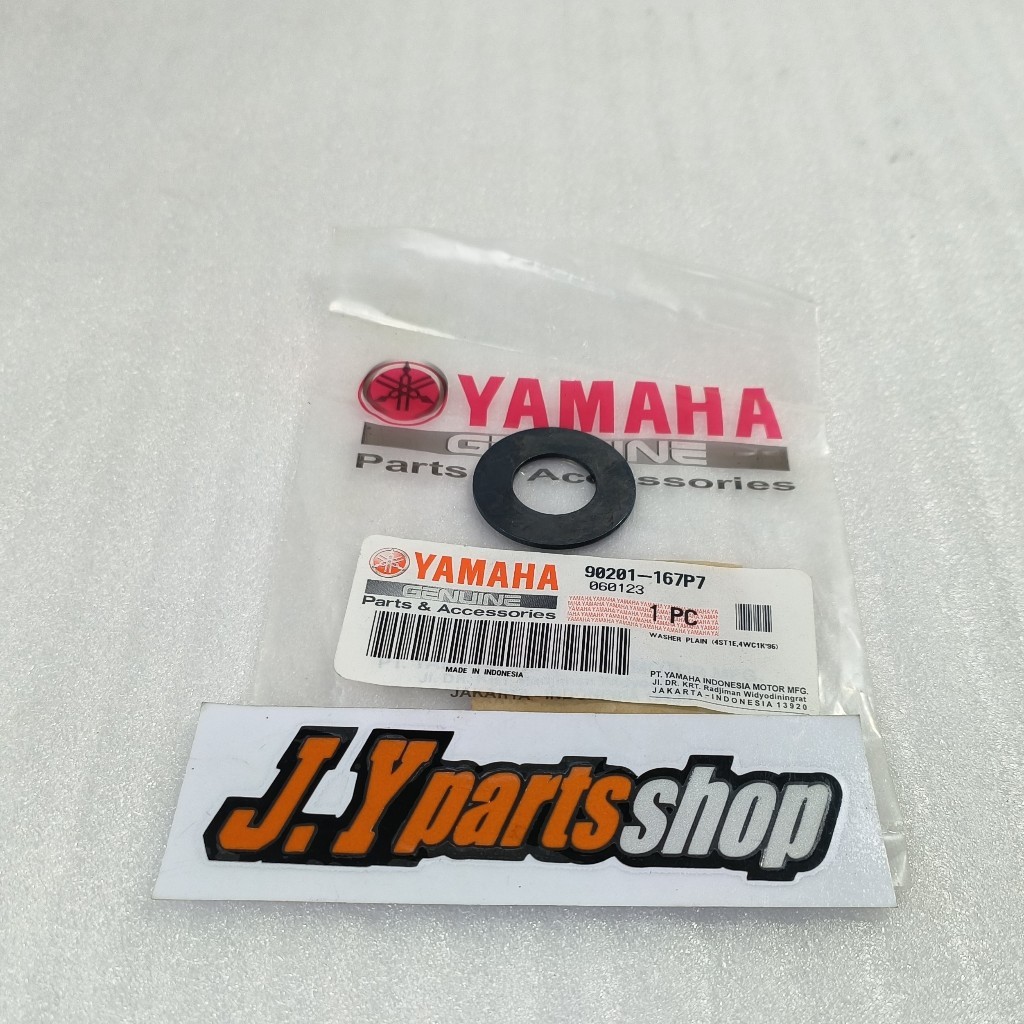 YAMAHA
GENUINE
Parts & Accessories
YAMAHA
GENUINE
Parts & Accessories
90201-167P7
060123
1 PC
WASHER PLAIN (4ST1E,4WC1K'96)
MADE IN INDONESIA
PT. YAMAHA INDONESIA MOTOR MFG.
Jl. DR. KRT. Radjiman Widyodiningrat
JAKARTA-INDONESIA 13920
J.Y partsshop